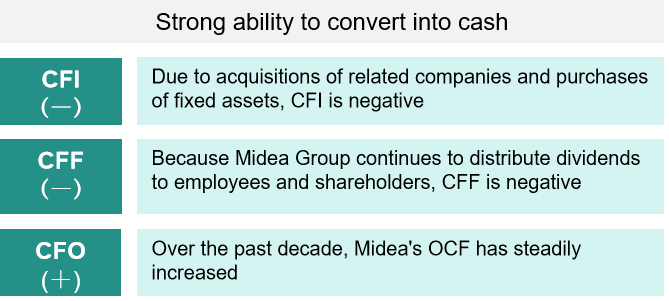 Strong ability to convert into cash
CFI
(—)
Due to acquisitions of related companies and purchases
of fixed assets, CFI is negative
CFF
(—)
Because Midea Group continues to distribute dividends
to employees and shareholders, CFF is negative
CFO
(+)
Over the past decade, Midea's OCF has steadily
increased